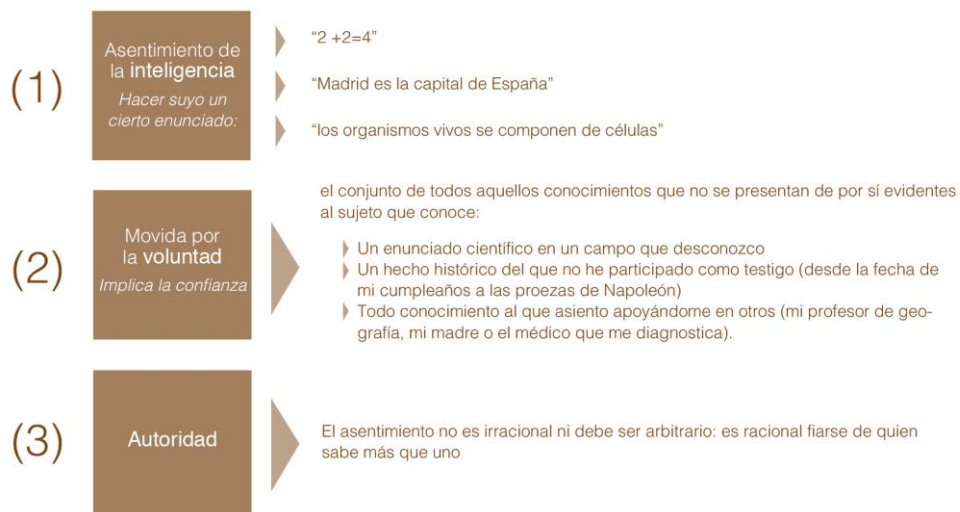 (1)
Asentimiento de
la inteligencia
Hacer suyo un
cierto enunciado:
“2 +2=4”
“Madrid es la capital de España”
“los organismos vivos se componen de células”
(2)
Movida por
la voluntad
Implica la confianza
el conjunto de todos aquellos conocimientos que no se presentan de por sí evidentes
al sujeto que conoce:
Un enunciado científico en un campo que desconozco
Un hecho histórico del que no he participado como testigo (desde la fecha de
mi cumpleaños a las proezas de Napoleón)
Todo conocimiento al que asiento apoyándome en otros (mi profesor de geo-
grafía, mi madre o el médico que me diagnostica).
(3)
Autoridad
El asentimiento no es irracional ni debe ser arbitrario: es racional fiarse de quien
sabe más que uno